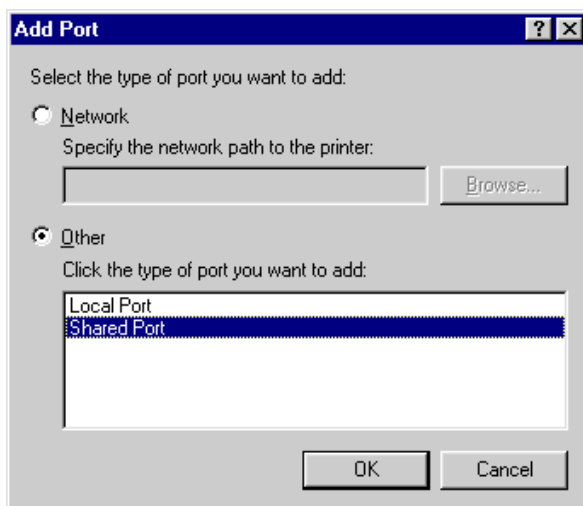 Add Port
Select the type of port you want to add:
Network
Specify the network path to the printer:
Browse...
Other
Click the type of port you want to add:
Local Port
Shared Port
OK
Cancel